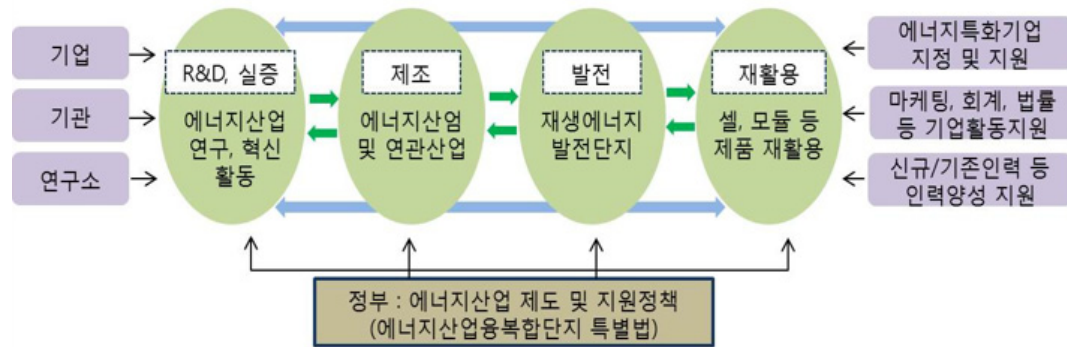 기업
기관
연구소
R&D, 실증
에너지산업
연구, 혁신
활동
제조
에너지산엄
및 연관산업
발전
재생에너지
발전단지
재활용
셀, 모듈 등
제품 재활용
에너지특화기업
지정 및 지원
마케팅, 회계, 법률
등 기업활동지원
신규/기존인력 등
인력양성 지원
정부 : 에너지산업 제도 및 지원정책
(에너지산업융복합단지 특별법)